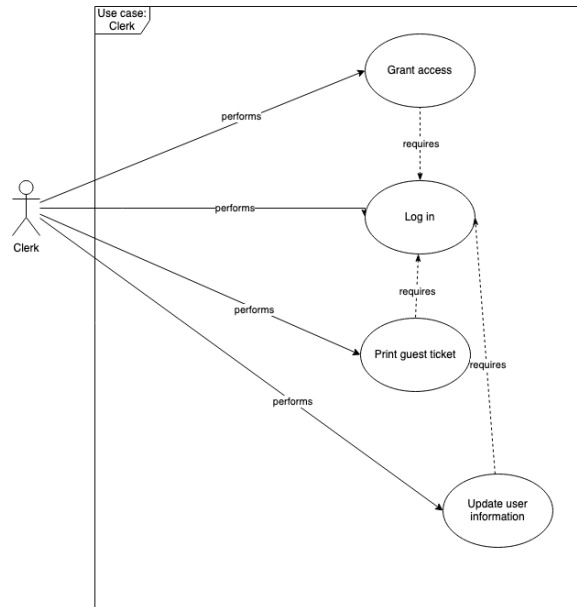 Use case:
Clerk
Grant access
performs
requires
performs
Log in
Clerk
requires
performs
Print guest ticket
requires
performs
Update user
information